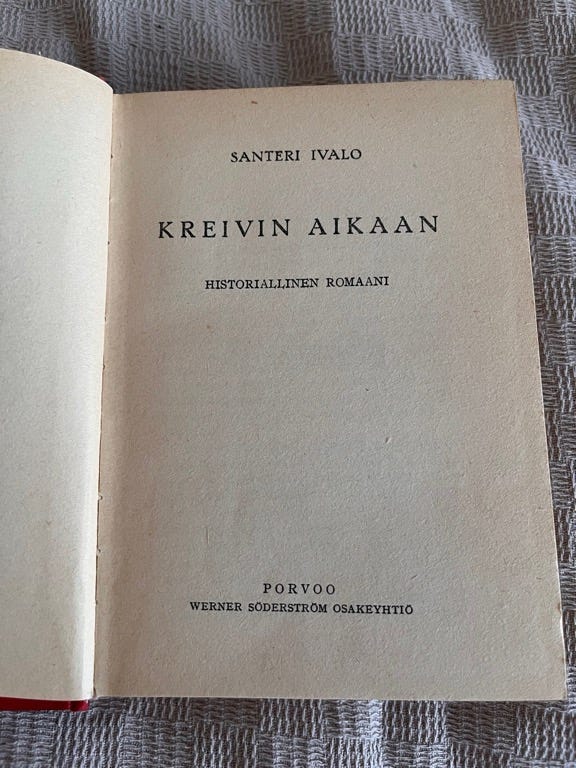 SANTERI IVALO
KREIVIN AIKAAN
HISTORIALLINEN ROMAANI
PORVOO
WERNER SÖDERSTRÖM OSAKEYHTIÖ